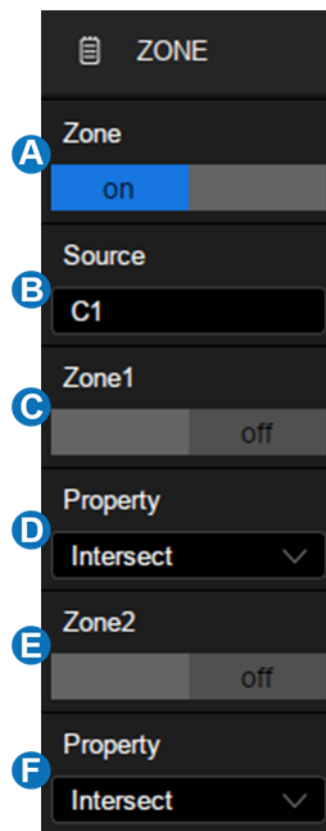 ZONE
A
Zone
on
Source
B
C1
Zone1
C
off
Property
D
Intersect
Zone2
E
off
Property
F
Intersect